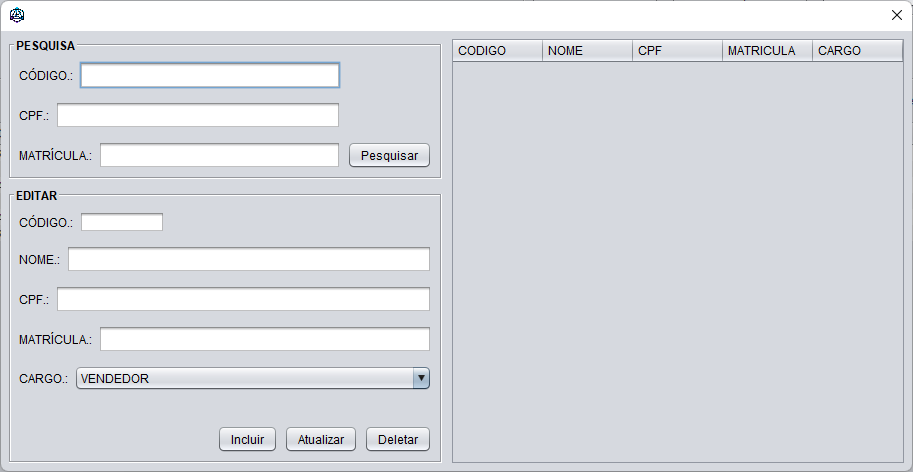 PESQUISA
CÓDIGO.:
CPF.:
MATRÍCULA.:
Pesquisar
EDITAR
CÓDIGO.:
NOME.:
CPF.:
MATRÍCULA.:
CARGO.: VENDEDOR
Incluir Atualizar Deletar
CODIGO NOME CPF MATRICULA CARGO